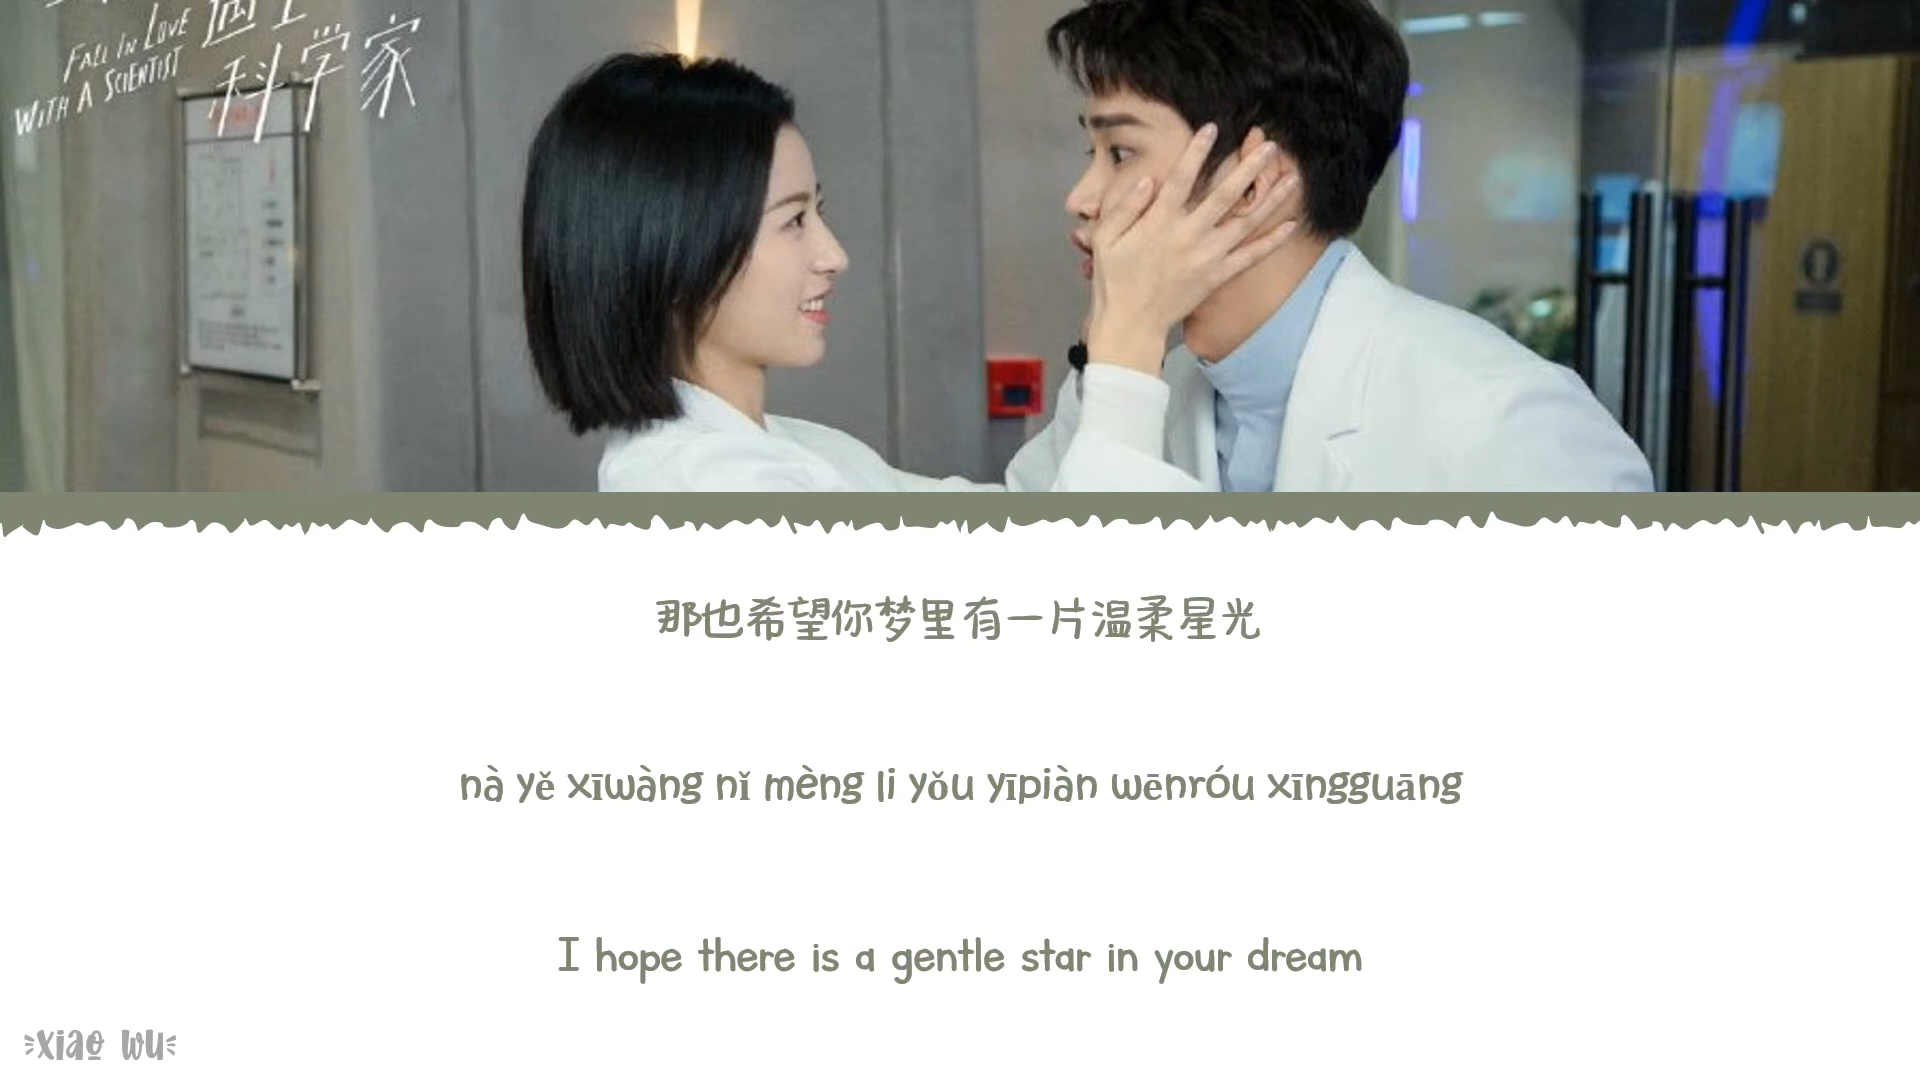 FALL IN LOVE
WITH A SCIENTIST
遇上
科学家
那也希望你梦里有一片温柔星光
nà yě xīwàng nǐ mèng li yǒu yīpiàn wēnróu xīngguāng
I hope there is a gentle star in your dream
xiao wu